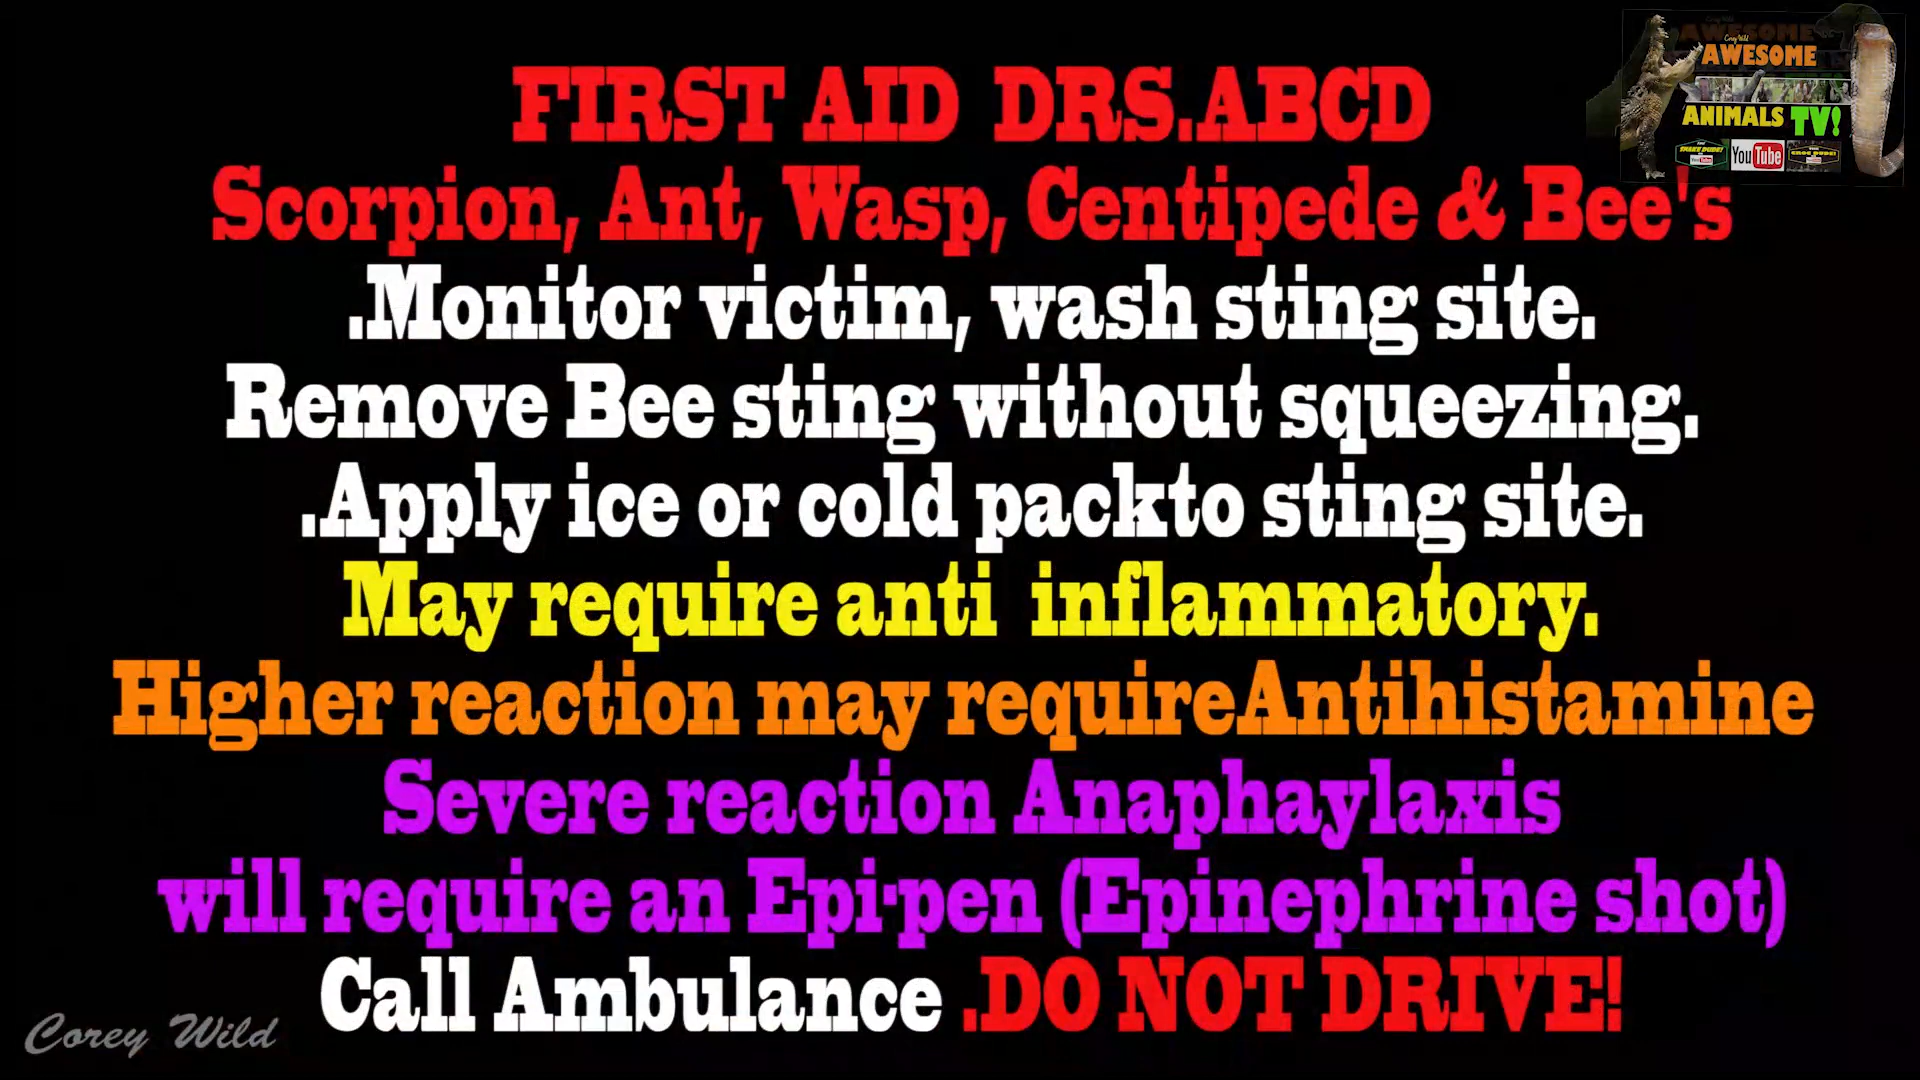 FIRST AID DRS.ABCD
Scorpion, Ant, Wasp, Centipede & Bee's
.Monitor victim, wash sting site.
Remove Bee sting without squeezing.
.Apply ice or cold packto sting site.
May require anti inflammatory.
Higher reaction may requireAntihistamine
Severe reaction Anaphaylaxis
will require an Epi-pen (Epinephrine shot)
Call Ambulance .DO NOT DRIVE!
Corey Wild
Corey Wild
AWESOME
ANIMALS TV!
YouTube